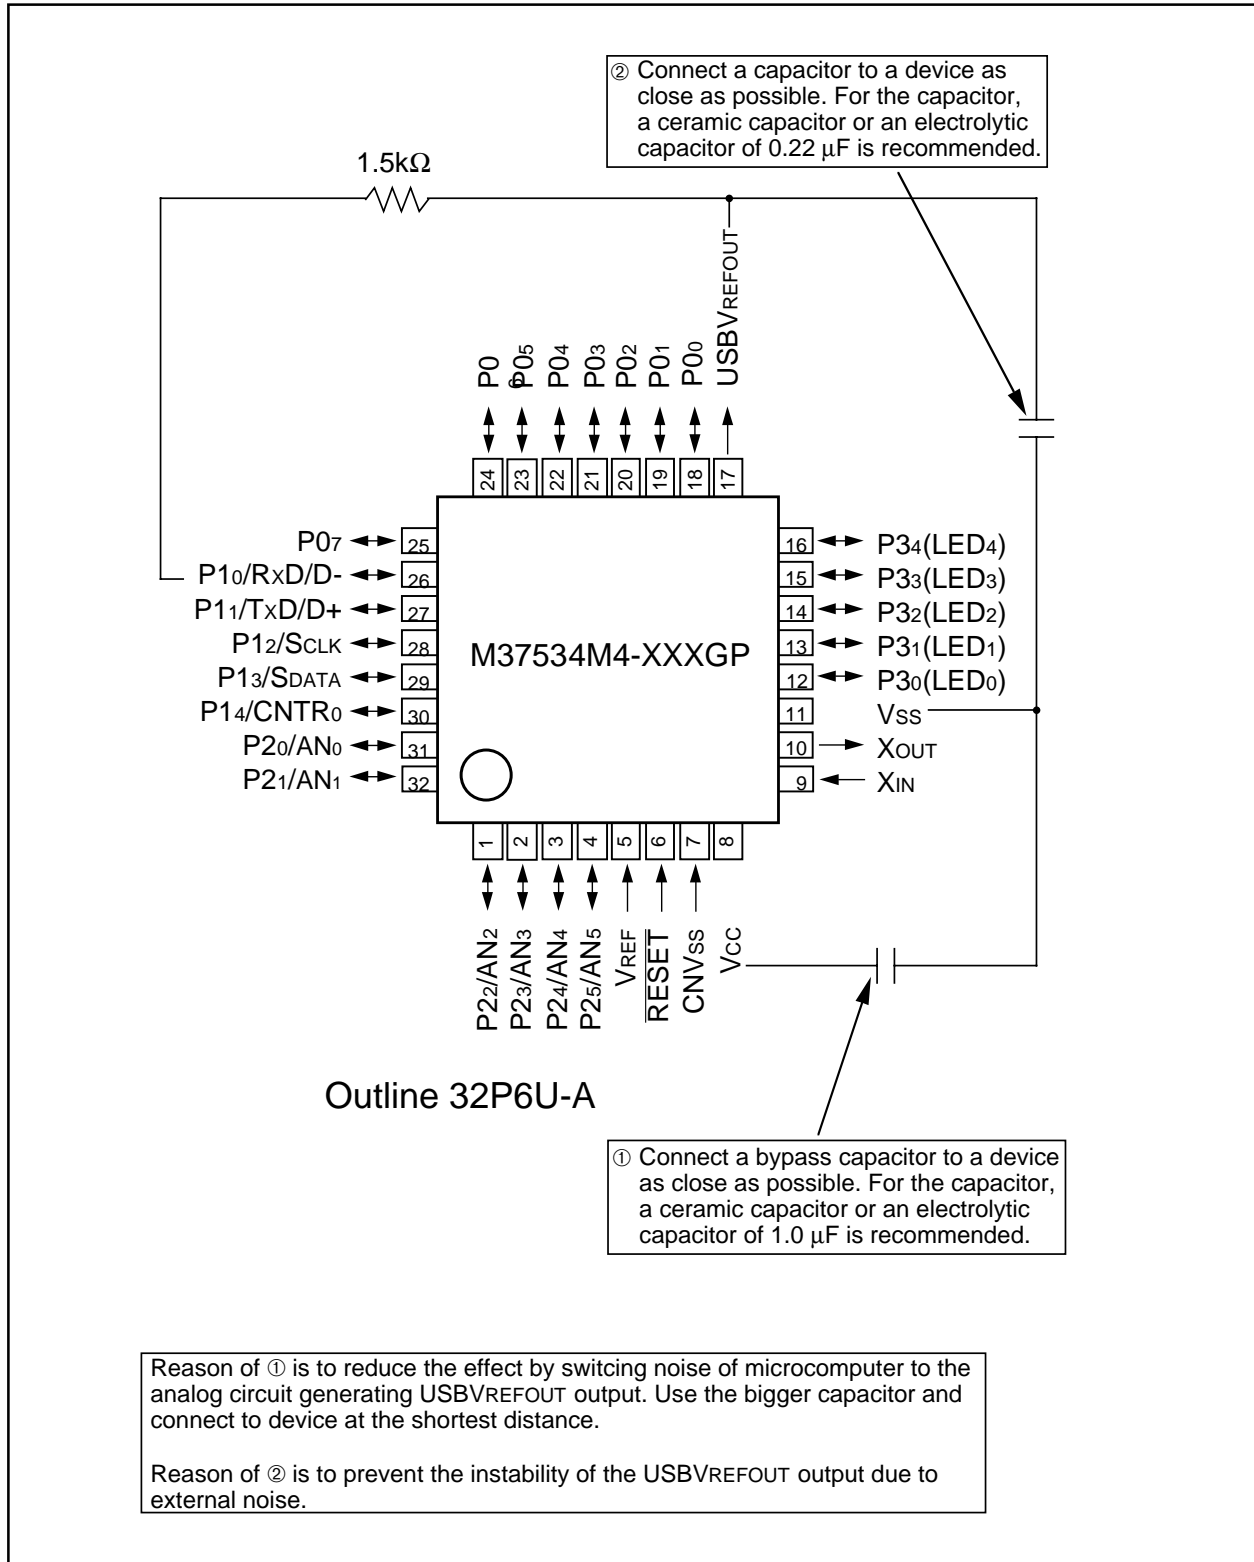 ② Connect a capacitor to a device as
close as possible. For the capacitor,
a ceramic capacitor or an electrolytic
capacitor of 0.22 µF is recommended.
1.5kΩ
USBVREFOUT
P06
P05
P04
P03
P02
P01
P00
24
23
22
21
20
19
18
17
P07
25
P10/RXD/D-
26
P11/TXD/D+
27
P12/SCLK
28
P13/SDATA
29
P14/CNTR0
30
P20/AN0
31
P21/AN1
32
M37534M4-XXXGP
16
P34(LED4)
15
P33(LED3)
14
P32(LED2)
13
P31(LED1)
12
P30(LED0)
11
VSS
10
XOUT
9
XIN
1
2
3
4
5
6
7
8
P22/AN2
P23/AN3
P24/AN4
P25/AN5
VREF
RESET
CNVSS
VCC
Outline 32P6U-A
① Connect a bypass capacitor to a device
as close as possible. For the capacitor,
a ceramic capacitor or an electrolytic
capacitor of 1.0 µF is recommended.
Reason of ① is to reduce the effect by switcing noise of microcomputer to the
analog circuit generating USBVREFOUT output. Use the bigger capacitor and
connect to device at the shortest distance.
Reason of ② is to prevent the instability of the USBVREFOUT output due to
external noise.